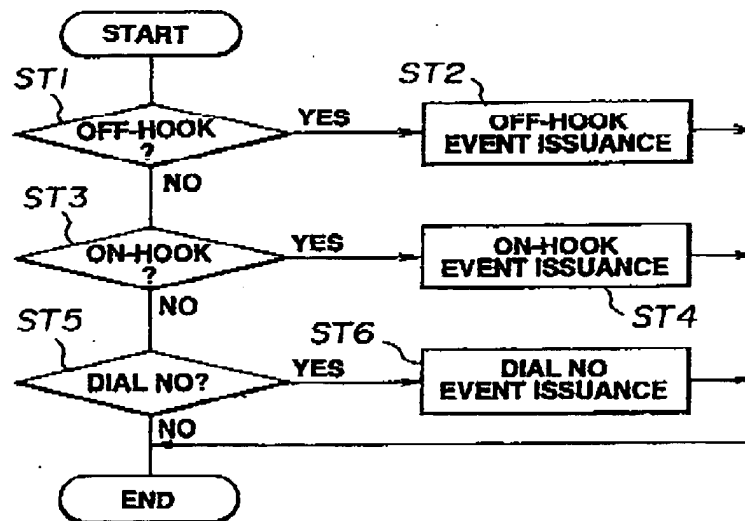 START
ST1
OFF-HOOK
?
YES
ST2
OFF-HOOK
EVENT ISSUANCE
NO
ST3
ON-HOOK
?
YES
ON-HOOK
EVENT ISSUANCE
ST4
NO
ST5
DIAL NO?
YES
ST6
DIAL NO
EVENT ISSUANCE
NO
END